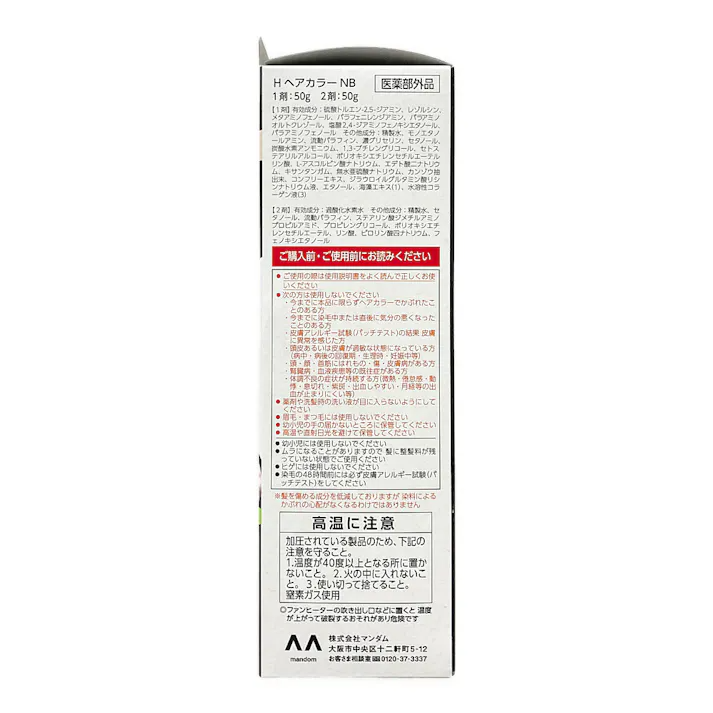 H ヘアカラー NB 医薬部外品
1剤:50g 2剤:50g
【1剤】有効成分:硫酸トルエン-2,5-ジアミン、レゾルシン、
メタアミノフェノール、パラフェニレンジアミン、パラアミノ
オルトクレゾール、塩酸2,4-ジアミノフェノキシエタノール、
パラアミノフェノール その他成分:精製水、モノエタノ
ールアミン、流動パラフィン、濃グリセリン、セタノール、
炭酸水素アンモニウム、1,3-ブチレングリコール、セトス
テアリルアルコール、ポリオキシエチレンセチルエーテル
リン酸、L-アスコルビン酸ナトリウム、エデト酸二ナトリウ
ム、キサンタンガム、無水亜硫酸ナトリウム、カンゾウ抽
出末、コンフリーエキス、ジラウロイルグルタミン酸リシ
ンナトリウム液、エタノール、海藻エキス(1)、水溶性コラ
ーゲン液(3)
【2剤】有効成分:過酸化水素水 その他成分:精製水、セ
タノール、流動パラフィン、ステアリン酸ジメチルアミノ
プロピルアミド、プロピレングリコール、ポリオキシエチ
レンセチルエーテル、リン酸、ピロリン酸四ナトリウム、フ
ェノキシエタノール
ご購入前・ご使用前にお読みください
●ご使用の際は使用説明書をよく読んで正しくお使
いください
●次の方は使用しないでください
・今までに本品に限らずヘアカラーでかぶれたこ
とのある方
・今までに染毛中または直後に気分の悪くなった
ことのある方
・皮膚アレルギー試験(パッチテスト)の結果 皮膚
に異常を感じた方
・頭皮あるいは皮膚が過敏な状態になっている方
(病中・病後の回復期・生理時・妊娠中等)
・頭・顔・首筋にはれもの・傷・皮膚病がある方
・腎臓病・血液疾患等の既往症がある方
・体調不良の症状が持続する方(微熱・倦怠感・動
悸・息切れ・紫斑・出血しやすい・月経等の出
血が止まりにくい等)
●薬剤や洗髪時の洗い液が目に入らないようにして
ください
●眉毛・まつ毛には使用しないでください
●幼小児の手の届かないところに保管してください
●高温や直射日光を避けて保管してください
●幼小児には使用しないでください
●ムラになることがありますので 髪に整髪料が残
っていない状態でご使用ください
●ヒゲには使用しないでください
●染毛の48時間前には必ず皮膚アレルギー試験(パ
ッチテスト)をしてください
※髪を傷める成分を低減しておりますが 染料による
かぶれの心配がなくなるわけではありません
高温に注意
加圧されている製品のため、下記の
注意を守ること。
1.温度が40度以上となる所に置か
ないこと。2.火の中に入れないこ
と。3.使い切って捨てること。
窒素ガス使用
◎ファンヒーターの吹き出し口などに置くと 温度
が上がって破裂するおそれがあり危険です
mandom
株式会社マンダム
大阪市中央区十二軒町5-12
お客さま相談室 0120-37-3337